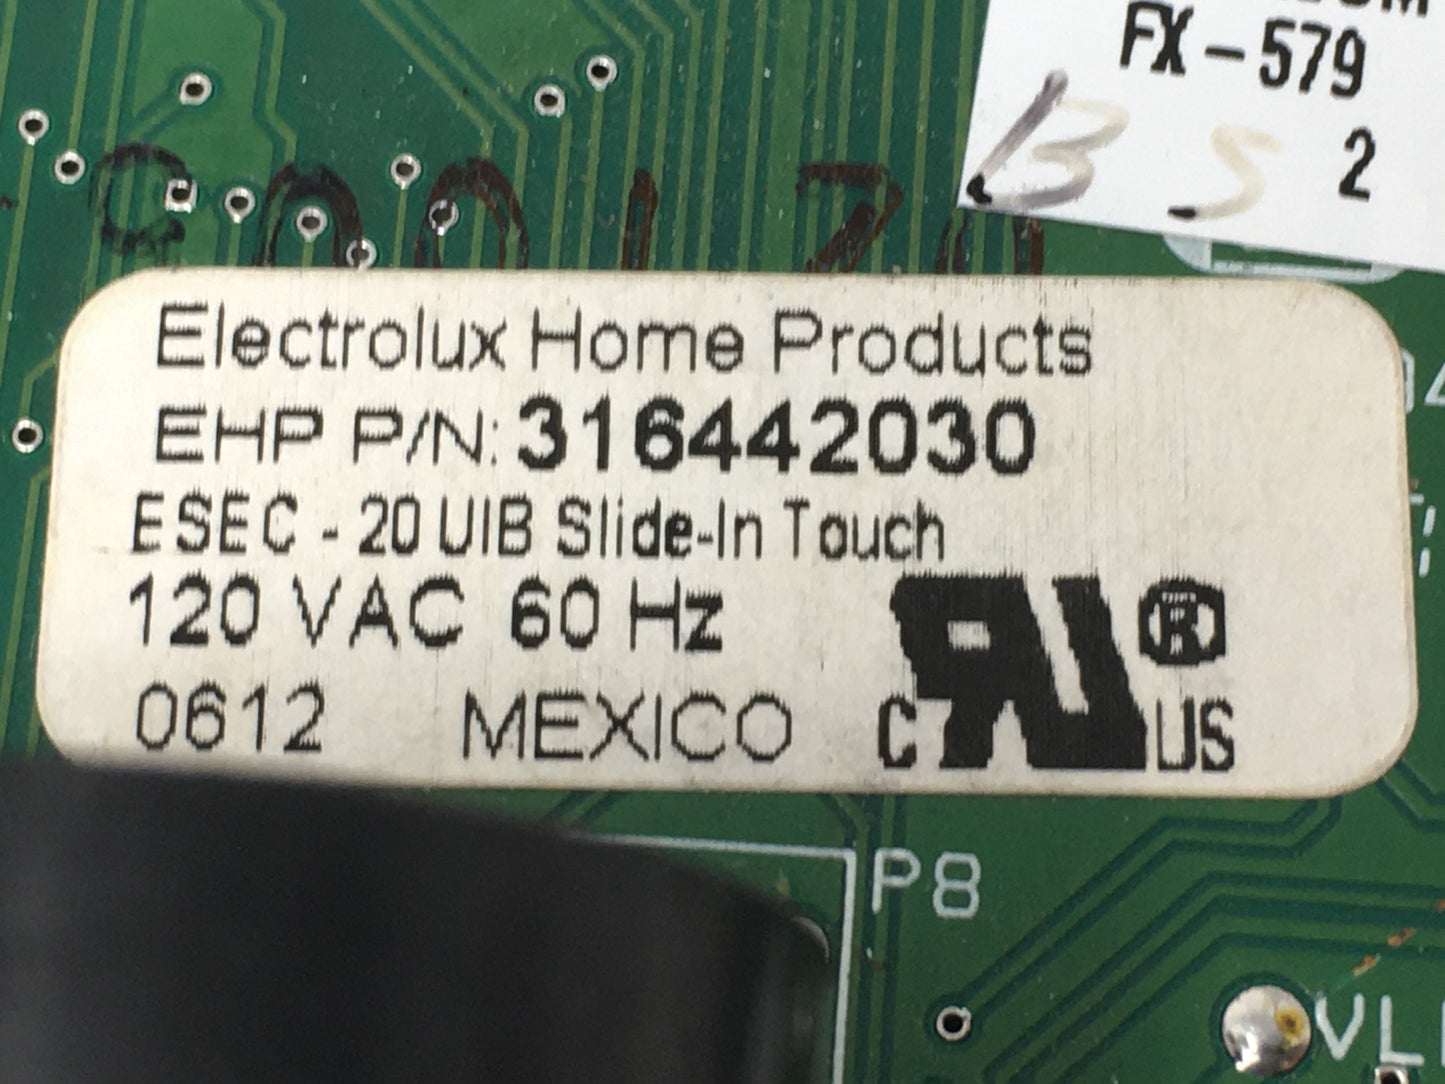 FX-579
B S 2
Electrolux Home Products
EHP P/N: 316442030
ESEC - 20 UIB Slide-In Touch
120 VAC 60 Hz
®
0612 MEXICO C US
P8